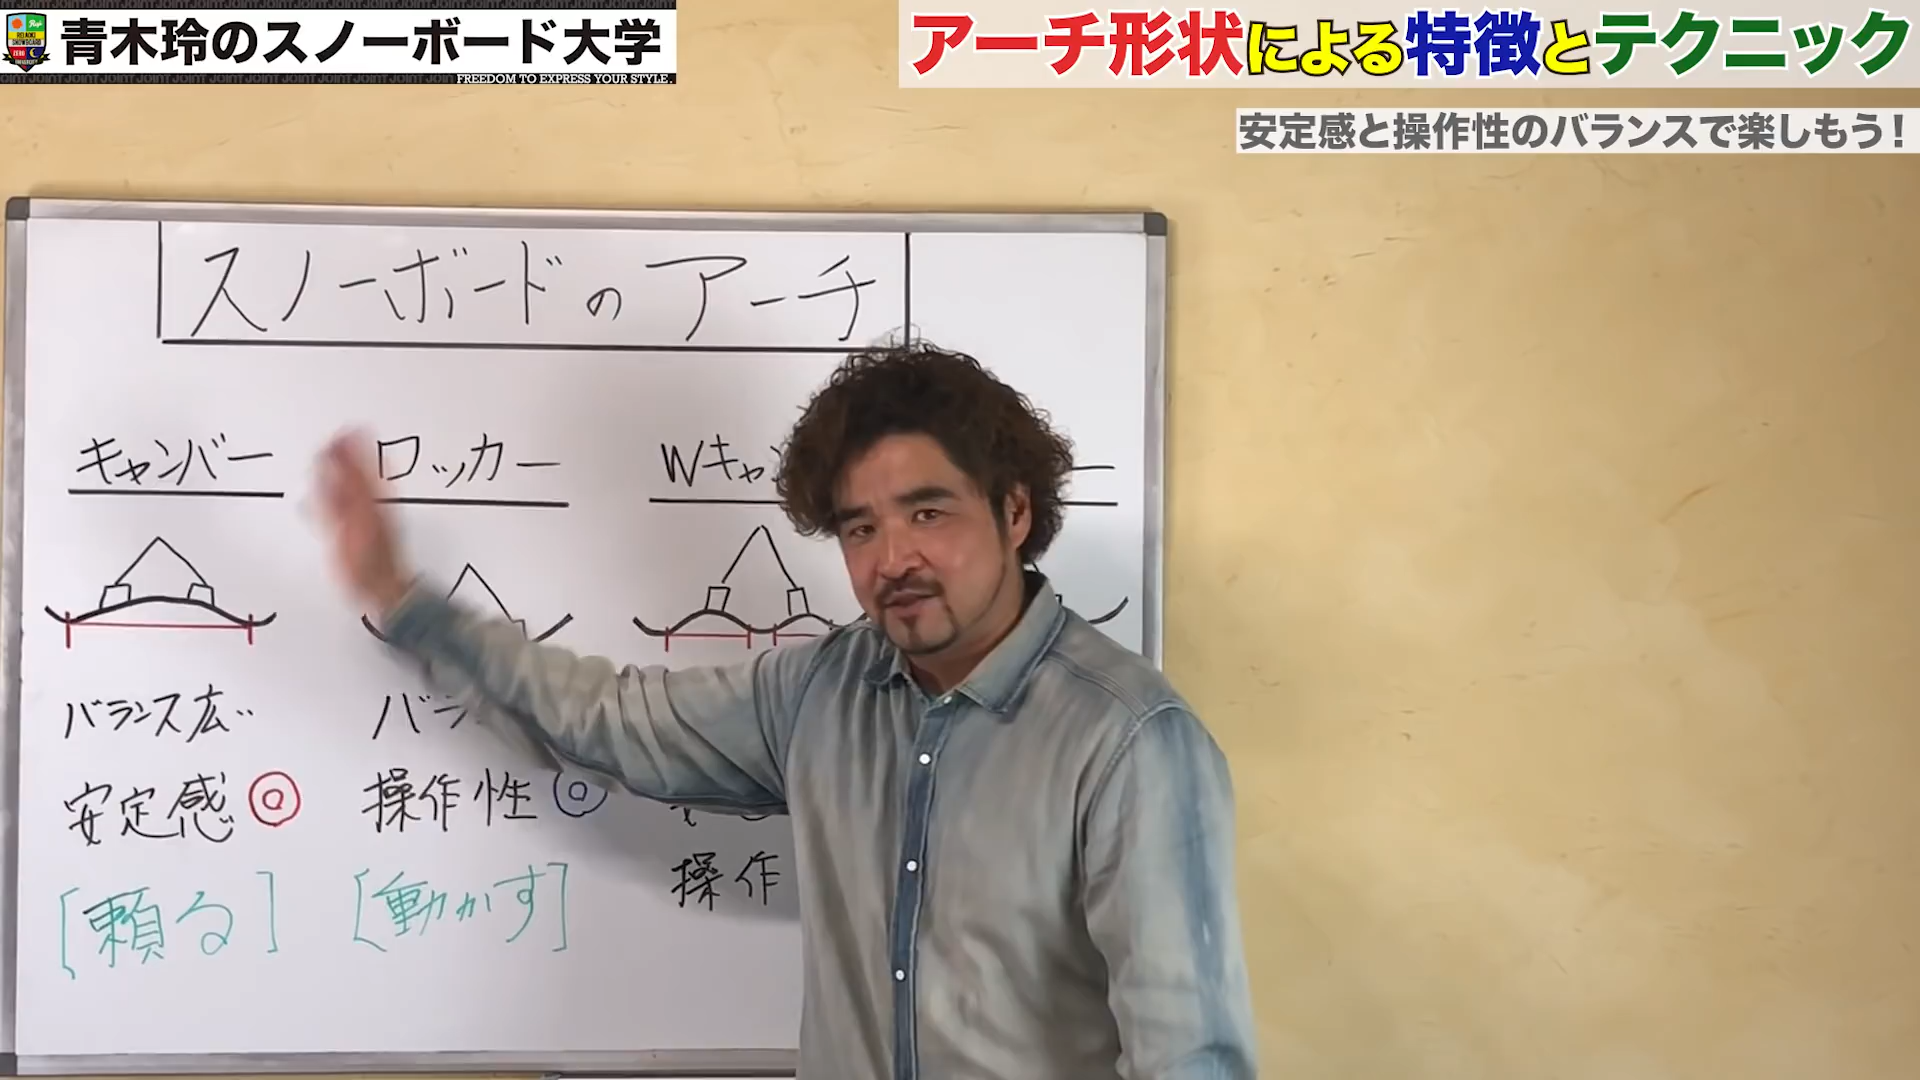 青木玲のスノーボード大学
FREEDOM TO EXPRESS YOUR STYLE.
アーチ形状による特徴とテクニック
安定感と操作性のバランスで楽しもう!
スノーボードのアーチ
キャンバー
ロッカー
Wキャン
バランス広い
安定感◎
[頼る]
バラ
操作性◎
[動かす]
操作